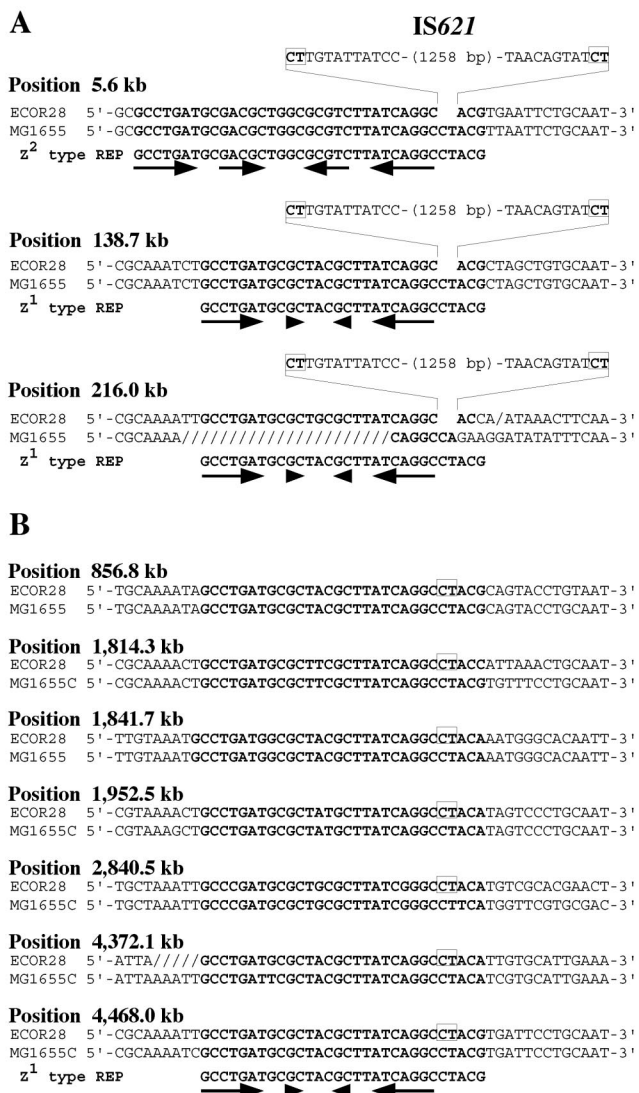 A
IS621
CTTGTATTATCC-(1258 bp)-TAACAGTATCT
Position 5.6 kb
ECOR28 5'-GCGCCTGATGCGACGCTGGCGCGTCTTATCAGGC ACGTGAATTCTGCAAT-3'
MG1655 5'-GCGCCTGATGCGACGCTGGCGCGTCTTATCAGGCCTACGTTAATTCTGCAAT-3'
Z2 type REP GCCTGATGCGACGCTGGCGCGTCTTATCAGGCCTACG
CTTGTATTATCC-(1258 bp)-TAACAGTATCT
Position 138.7 kb
ECOR28 5'-CGCAAATCTGCCTGATGCGCTACGCTTATCAGGC ACGCTAGCTGTGCAAT-3'
MG1655 5'-CGCAAATCTGCCTGATGCGCTACGCTTATCAGGCCTACGCTAGCTGTGCAAT-3'
Z1 type REP GCCTGATGCGCTACGCTTATCAGGCCTACG
CTTGTATTATCC-(1258 bp)-TAACAGTATCT
Position 216.0 kb
ECOR28 5'-CGCAAAATTGCCTGATGCGCTGCGCTTATCAGGC ACCA/ATAAACTTCAA-3'
MG1655 5'-CGCAAAA//////////////////////CAGGCCAGAAGGATATATTTCAA-3'
Z1 type REP GCCTGATGCGCTACGCTTATCAGGCCTACG
B
Position 856.8 kb
ECOR28 5'-TGCAAAATAGCCTGATGCGCTACGCTTATCAGGCCTACGCAGTACCTGTAAT-3'
MG1655 5'-TGCAAAATAGCCTGATGCGCTACGCTTATCAGGCCTACGCAGTACCTGTAAT-3'
Position 1,814.3 kb
ECOR28 5'-CGCAAAACTGCCTGATGCGCTTCGCTTATCAGGCCTACCATTAAACTGCAAT-3'
MG1655C 5'-CGCAAAACTGCCTGATGCGCTTCGCTTATCAGGCCTACGTGTTTCCTGCAAT-3'
Position 1,841.7 kb
ECOR28 5'-TTGTAAATGCCTGATGGCGCTACGCTTATCAGGCCTACAAATGGGCACAATT-3'
MG1655 5'-TTGTAAATGCCTGATGGCGCTACGCTTATCAGGCCTACAAATGGGCACAATT-3'
Position 1,952.5 kb
ECOR28 5'-CGTAAAACTGCCTGATGCGCTATGCTTATCAGGCCTACATAGTCCCTGCAAT-3'
MG1655C 5'-CGTAAAGCTGCCTGATGCGCTATGCTTATCAGGCCTACATAGTCCCTGCAAT-3'
Position 2,840.5 kb
ECOR28 5'-TGCTAAATTGCCCGATGCGCTGCGCTTATCGGGCCTACATGTCGCACGAACT-3'
MG1655C 5'-TGCTAAATTGCCCGATGCGCTGCGCTTATCGGGCCTTCATGGTTCGTGCGAC-3'
Position 4,372.1 kb
ECOR28 5'-ATTA/////GCCTGATGCGCTACGCTTATCAGGCCTACATTGTGCATTGAAA-3'
MG1655C 5'-ATTAAAATTGCCTGATTCGCTACGCTTATCAGGCCTACATCGTGCATTGAAA-3'
Position 4,468.0 kb
ECOR28 5'-CGCAAAATTGCCTGATGCGCTACGCTTATCAGGCCTACGTGATTCCTGCAAT-3'
MG1655C 5'-CGCAAAATCGCCTGATGCGCTACGCTTATCAGGCCTACGTGATTCCTGCAAT-3'
Z1 type REP GCCTGATGCGCTACGCTTATCAGGCCTACG